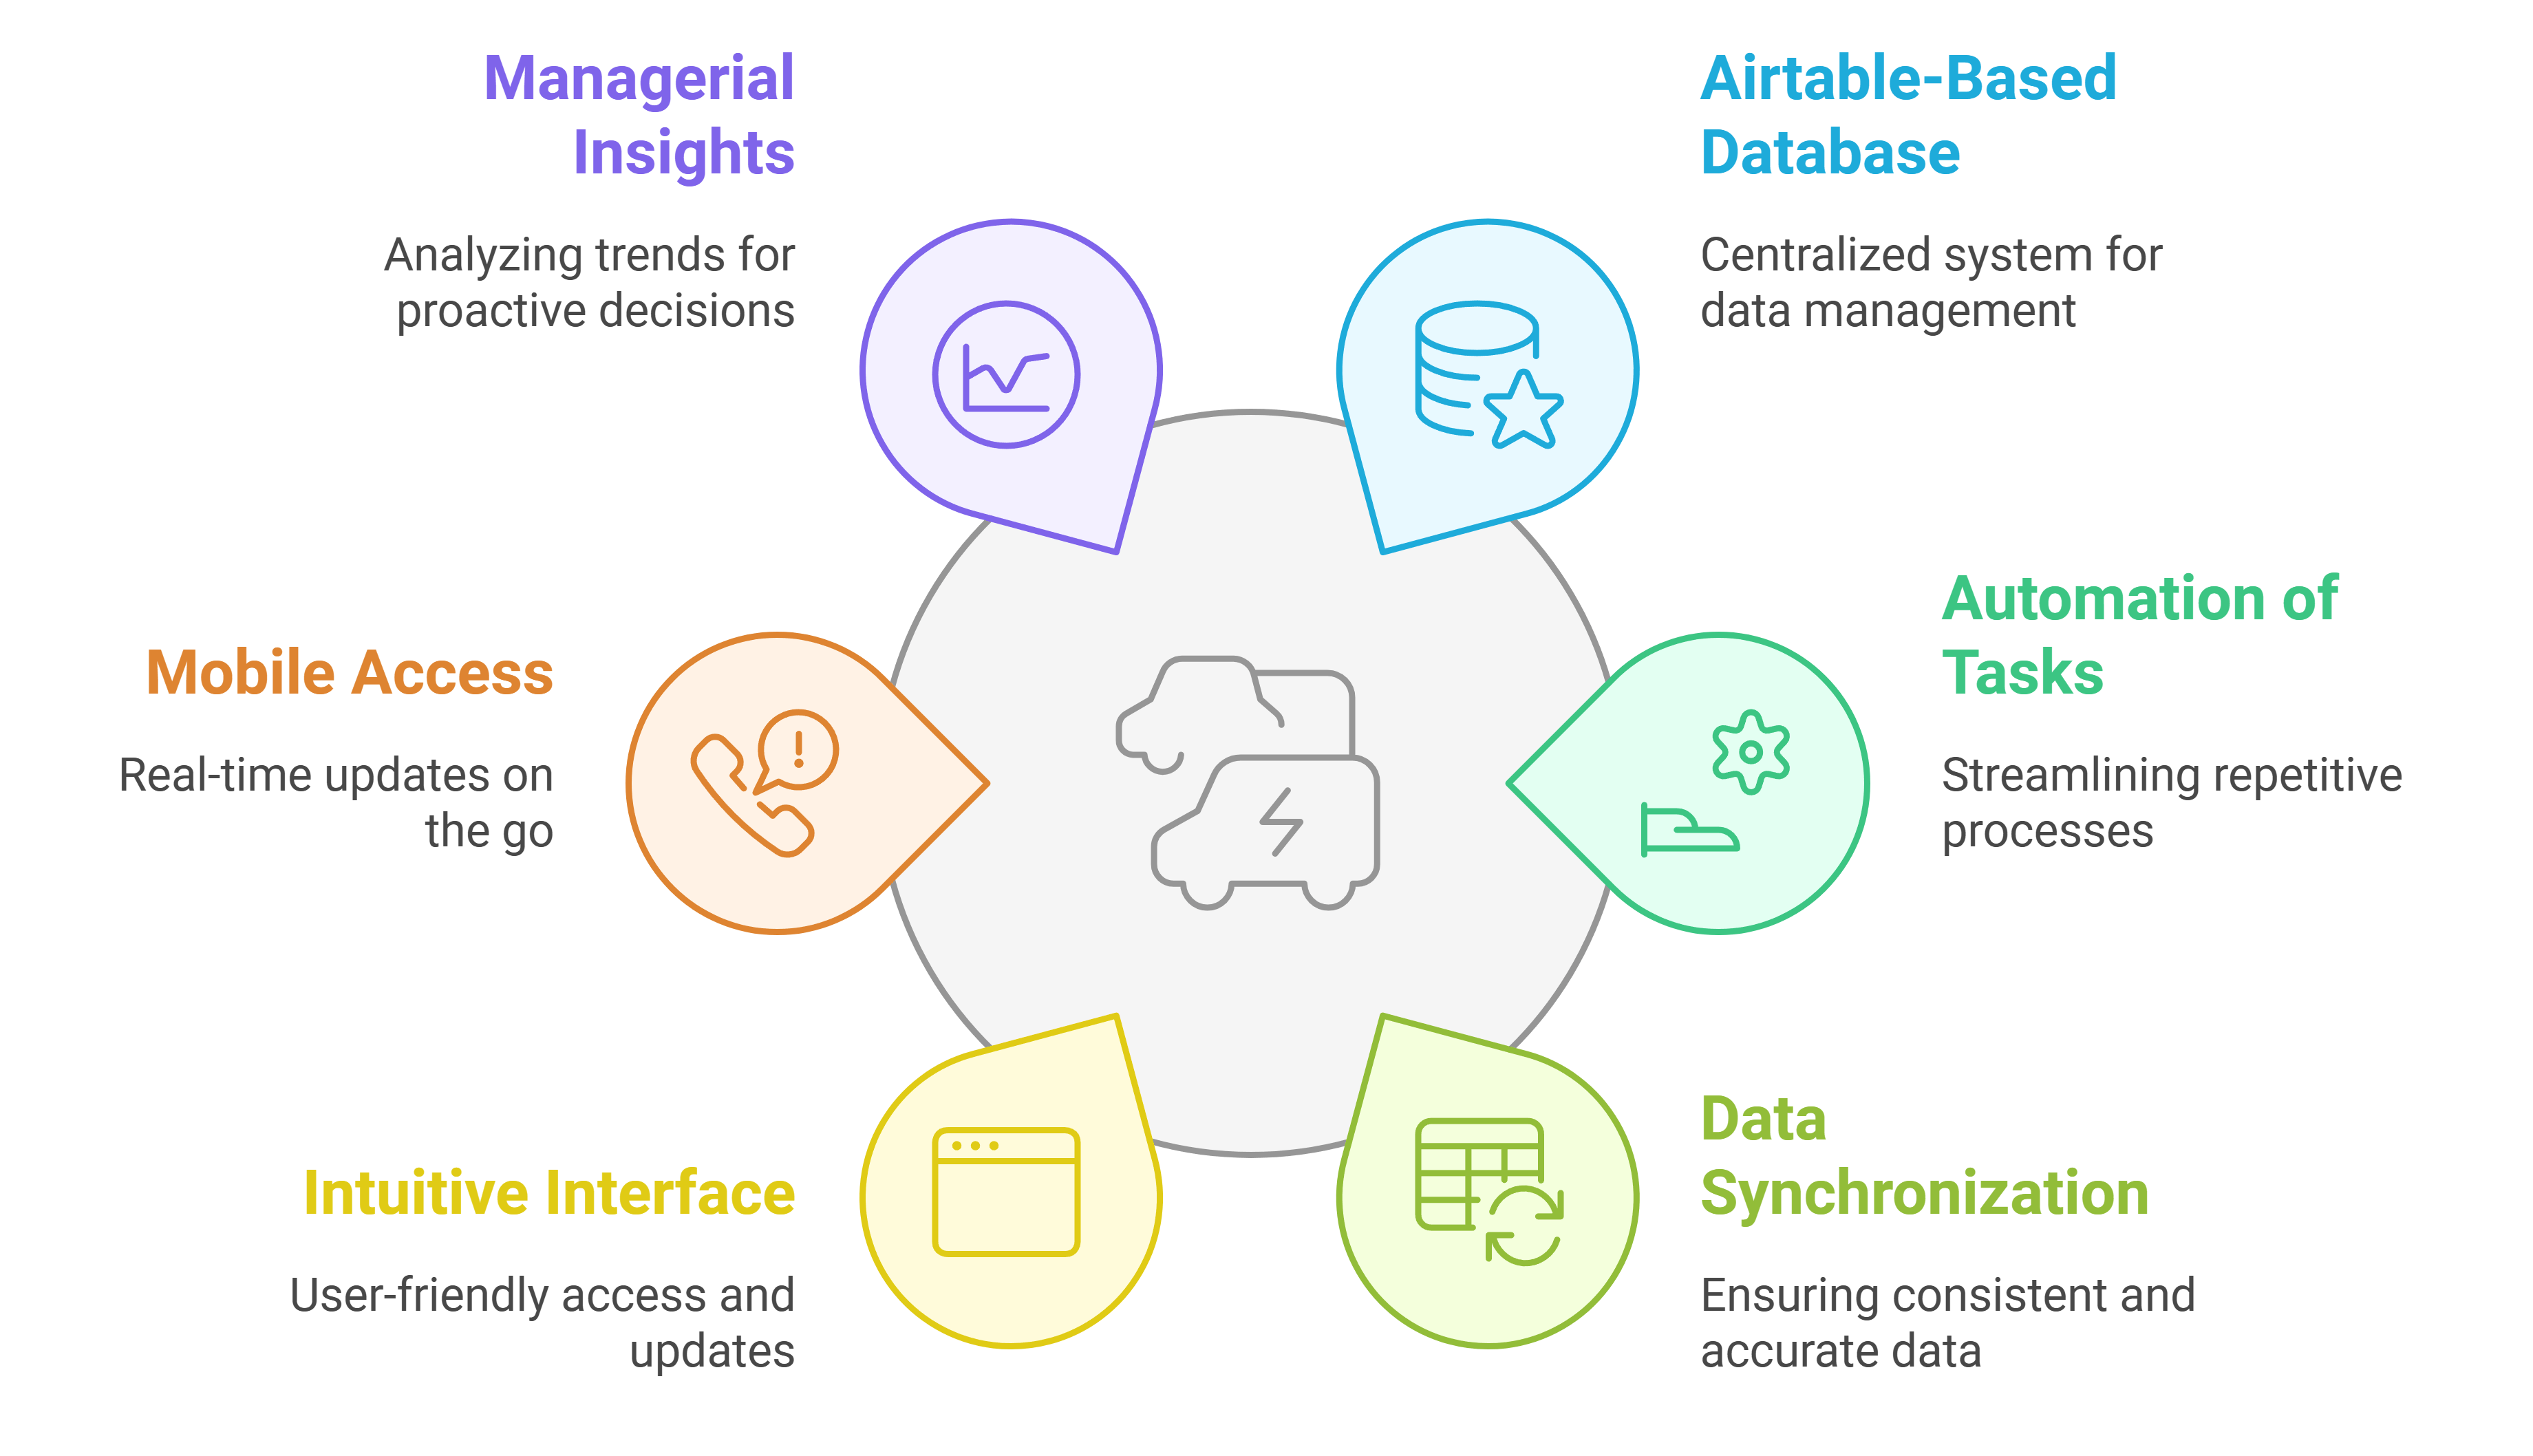 Managerial
Insights
Analyzing trends for
proactive decisions
Airtable-Based
Database
Centralized system for
data management
Mobile Access
Real-time updates on
the go
Automation of
Tasks
Streamlining repetitive
processes
Intuitive Interface
User-friendly access and
updates
Data
Synchronization
Ensuring consistent and
accurate data